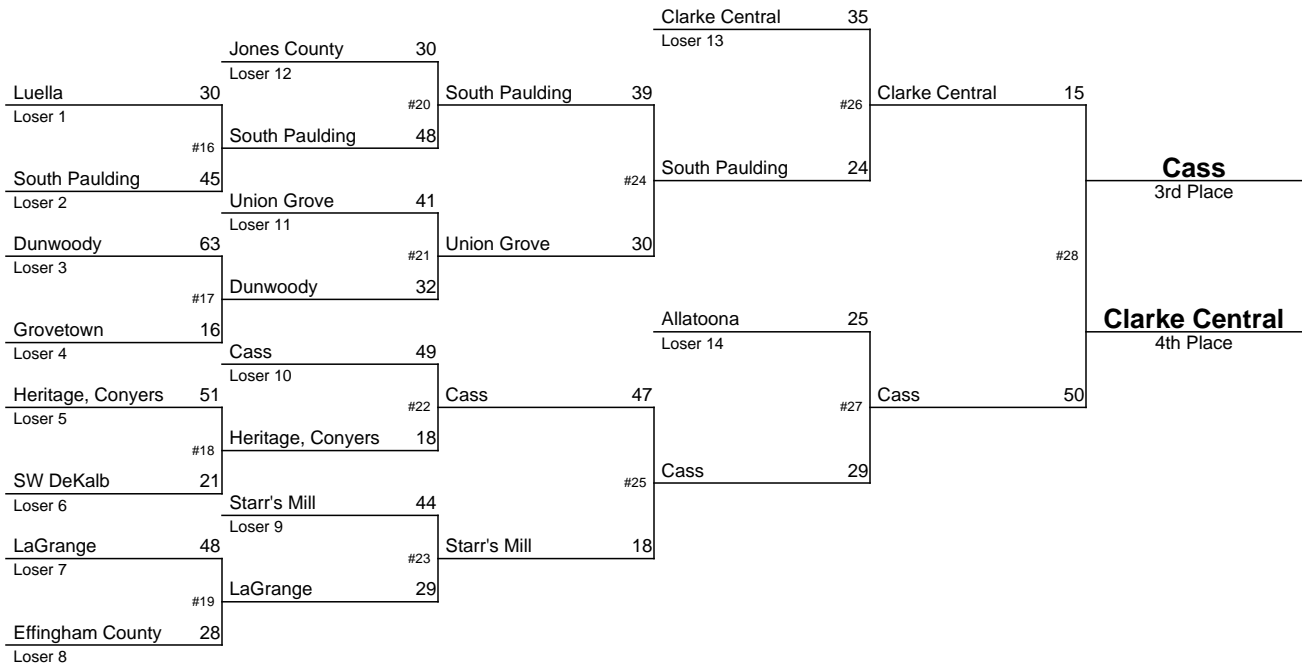 Luella 30
Loser 1
#16
South Paulding 45
Loser 2
Dunwoody 63
Loser 3
#17
Grovetown 16
Loser 4
Heritage, Conyers 51
Loser 5
#18
SW DeKalb 21
Loser 6
LaGrange 48
Loser 7
#19
Effingham County 28
Loser 8
Jones County 30
Loser 12
#20
South Paulding 48
Union Grove 41
Loser 11
#21
Dunwoody 32
Cass 49
Loser 10
#22
Heritage, Conyers 18
Starr's Mill 44
Loser 9
#23
LaGrange 29
South Paulding 39
#24
Union Grove 30
Cass 47
#25
Starr's Mill 18
Clarke Central 35
Loser 13
#26
South Paulding 24
Allatoona 25
Loser 14
#27
Cass 29
Clarke Central 15
#28
Cass 50
Cass
3rd Place
Clarke Central
4th Place